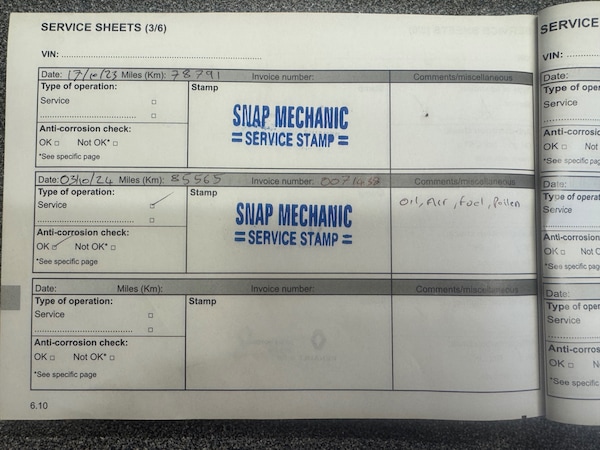 SERVICE SHEETS (3/6)
VIN:
Date: 17/10/23 Miles (Km): 78791 Invoice number: Comments/miscellaneous
Type of operation:
Stamp
Service
SNAP MECHANIC
= SERVICE STAMP =
Anti-corrosion check:
OK □ Not OK* □
*See specific page
Date: 03/10/24 Miles (Km): 85565 Invoice number: Comments/miscellaneous
Type of operation:
Stamp
Service
Oil, Air, Fuel, Pollen
SNAP MECHANIC
= SERVICE STAMP =
Anti-corrosion check:
OK □ Not OK* □
*See specific page
Date: Miles (Km): Invoice number: Comments/miscellaneous
Type of operation:
Stamp
Service
Anti-corrosion check:
OK □ Not OK* □
*See specific page
6.10
SERVICE
VIN:
Date:
Type of oper
Service
Anti-corrosio
OK □ No
*See specific pag
Date:
Type of operat
Service
Anti-corrosion
OK □ Not O
*See specific
Date:
Type of oper
Service
Anti-corros
OK □ N
*See specific